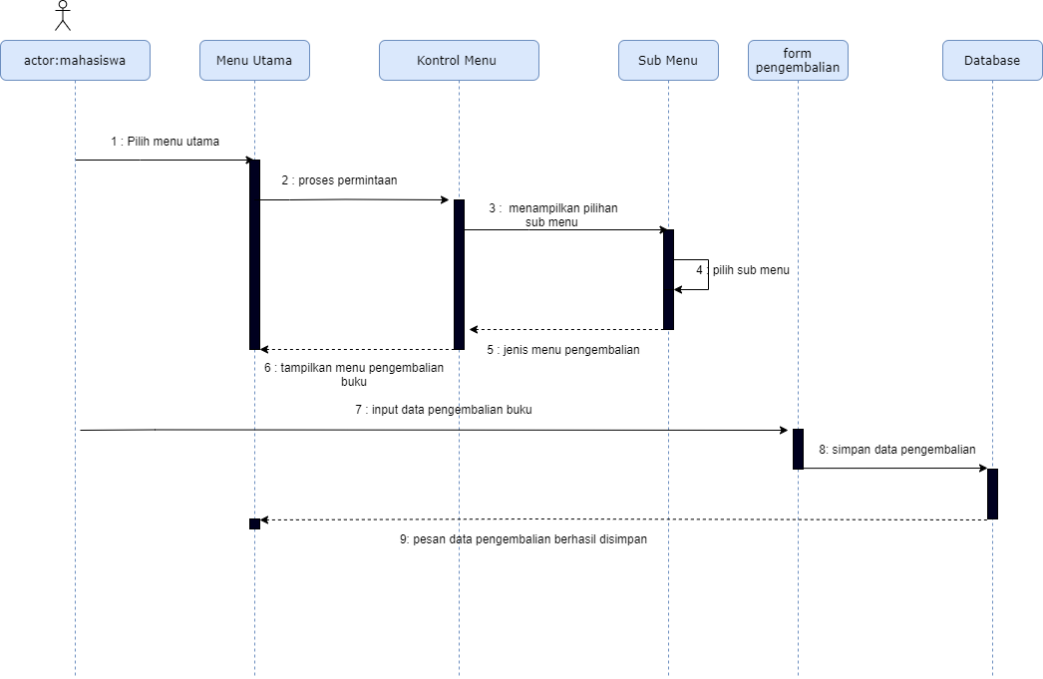 actor:mahasiswa
Menu Utama
Kontrol Menu
Sub Menu
form
pengembalian
Database
1 : Pilih menu utama
2 : proses permintaan
3 : menampilkan pilihan
sub menu
4 : pilih sub menu
5 : jenis menu pengembalian
6 : tampilkan menu pengembalian
buku
7 : input data pengembalian buku
8: simpan data pengembalian
9: pesan data pengembalian berhasil disimpan